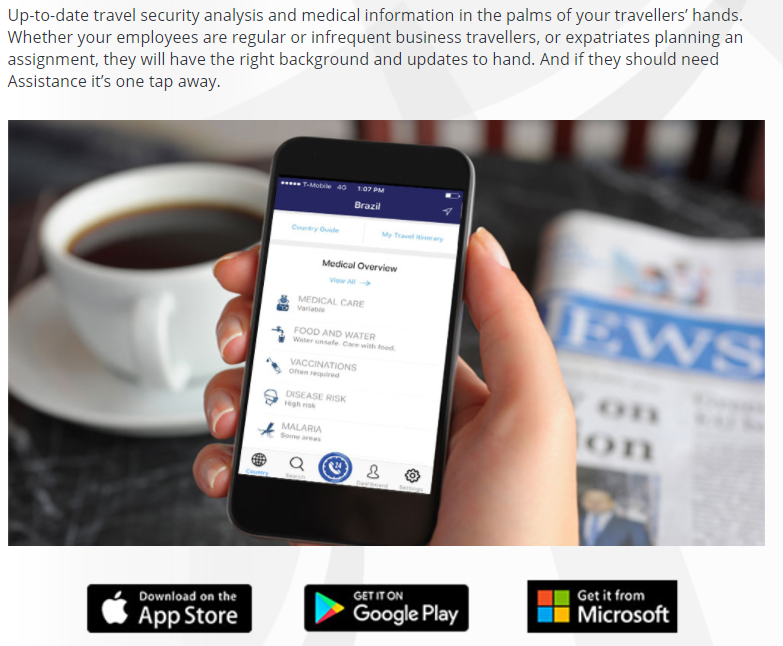 Up-to-date travel security analysis and medical information in the palms of your travellers’ hands.
Whether your employees are regular or infrequent business travellers, or expatriates planning an
assignment, they will have the right background and updates to hand. And if they should need
Assistance it’s one tap away.
T-Mobile 4G 1:07 PM
Brazil
Country Guide
My Travel Itinerary
Medical Overview
View All →
MEDICAL CARE
Variable
FOOD AND WATER
Water unsafe. Care with food.
VACCINATIONS
Often required
DISEASE RISK
High risk
MALARIA
Some areas
24
Country
Search
Dashboard
Settings
EWS
on
ion
Download on the
App Store
GET IT ON
Google Play
Get it from
Microsoft